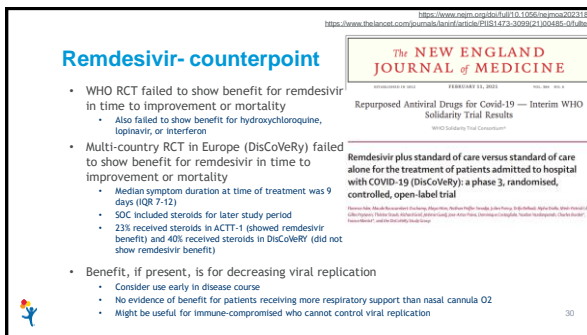 https://www.nejm.org/doi/full/10.1056/nejmoa202318
https://www.thelancet.com/journals/laninf/article/PIIS1473-3099(21)00485-0/fullte
Remdesivir- counterpoint
• WHO RCT failed to show benefit for remdesivir
in time to improvement or mortality
• Also failed to show benefit for hydroxychloroquine,
lopinavir, or interferon
• Multi-country RCT in Europe (DisCoVeRy) failed
to show benefit for remdesivir in time to
improvement or mortality
• Median symptom duration at time of treatment was 9
days (IQR 7-12)
• SOC included steroids for later study period
• 23% received steroids in ACTT-1 (showed remdesivir
benefit) and 40% received steroids in DisCoVeRY (did not
show remdesivir benefit)
• Benefit, if present, is for decreasing viral replication
• Consider use early in disease course
• No evidence of benefit for patients receiving more respiratory support than nasal cannula O2
• Might be useful for immune-compromised who cannot control viral replication
The NEW ENGLAND
JOURNAL of MEDICINE
ESTABLISHED IN 1812 FEBRUARY 11, 2021
Repurposed Antiviral Drugs for Covid-19 — Interim WHO
Solidarity Trial Results
WHO Solidarity Trial Consortium*
Remdesivir plus standard of care versus standard of care
alone for the treatment of patients admitted to hospital
with COVID-19 (DisCoVeRy): a phase 3, randomised,
controlled, open-label trial
30